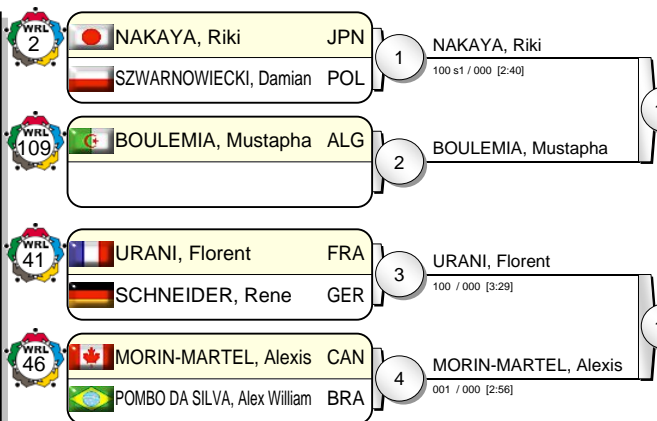 WRL
2
NAKAYA, Riki JPN
SZWARNOWIECKI, Damian POL
1
NAKAYA, Riki
100 s1 / 000 [2:40]
WRL
109
BOULEMIA, Mustapha ALG
2
BOULEMIA, Mustapha
WRL
41
URANI, Florent FRA
SCHNEIDER, Rene GER
3
URANI, Florent
100 / 000 [3:29]
WRL
46
MORIN-MARTEL, Alexis CAN
POMBO DA SILVA, Alex William BRA
4
MORIN-MARTEL, Alexis
001 / 000 [2:56]